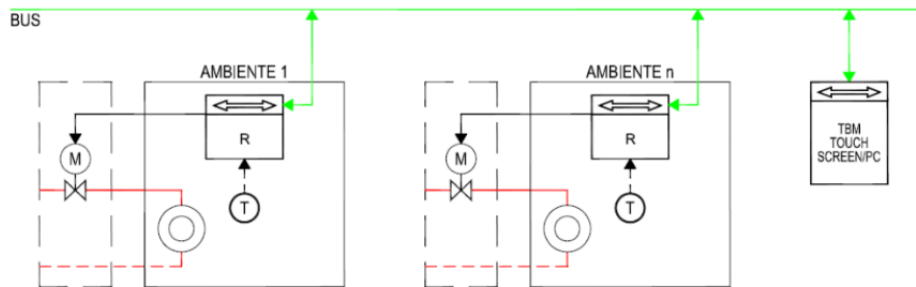 BUS
AMBIENTE 1
AMBIENTE n
R
R
TBM
TOUCH
SCREEN/PC
M
M
T
T